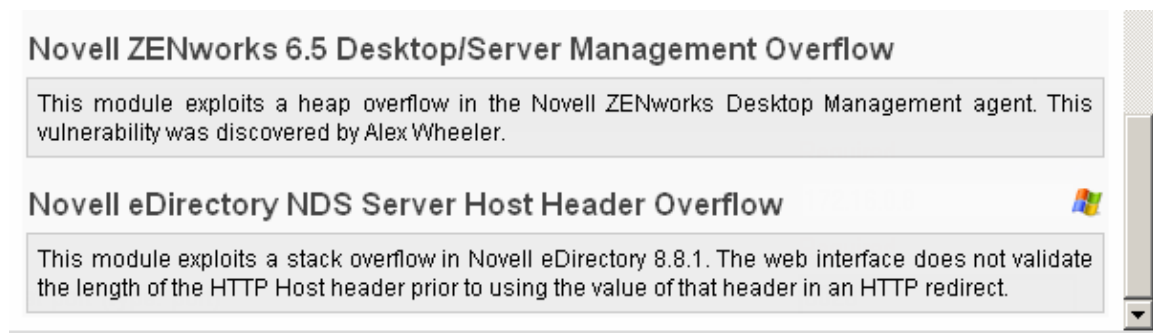 Novell ZENworks 6.5 Desktop/Server Management Overflow
This module exploits a heap overflow in the Novell ZENworks Desktop Management agent. This
vulnerability was discovered by Alex Wheeler.
Novell eDirectory NDS Server Host Header Overflow
This module exploits a stack overflow in Novell eDirectory 8.8.1. The web interface does not validate
the length of the HTTP Host header prior to using the value of that header in an HTTP redirect.